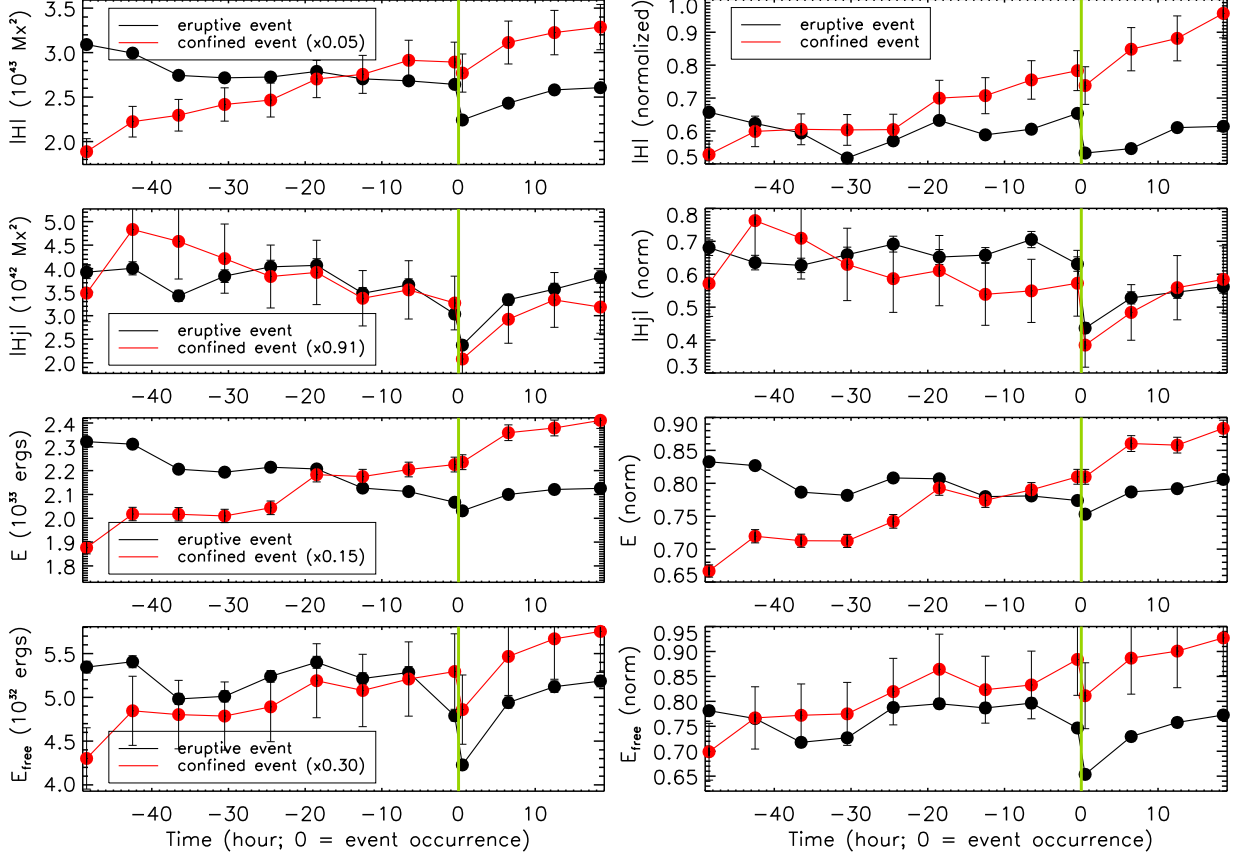 |H| (10⁴³ Mx²)
3.5
3.0
2.5
2.0
eruptive event
confined event (x0.05)
−40 −30 −20 −10 0 10
|H| (normalized)
1.0
0.9
0.8
0.7
0.6
0.5
eruptive event
confined event
−40 −30 −20 −10 0 10
|Hj| (10⁴² Mx²)
5.0
4.5
4.0
3.5
3.0
2.5
2.0
eruptive event
confined event (x0.91)
−40 −30 −20 −10 0 10
|Hj| (norm)
0.8
0.7
0.6
0.5
0.4
0.3
−40 −30 −20 −10 0 10
E (10³³ ergs)
2.4
2.3
2.2
2.1
2.0
1.9
1.8
eruptive event
confined event (x0.15)
−40 −30 −20 −10 0 10
E (norm)
0.90
0.85
0.80
0.75
0.70
0.65
−40 −30 −20 −10 0 10
E_free (10³² ergs)
5.5
5.0
4.5
4.0
eruptive event
confined event (x0.30)
−40 −30 −20 −10 0 10
Time (hour; 0 = event occurrence)
E_free (norm)
0.95
0.90
0.85
0.80
0.75
0.70
0.65
−40 −30 −20 −10 0 10
Time (hour; 0 = event occurrence)